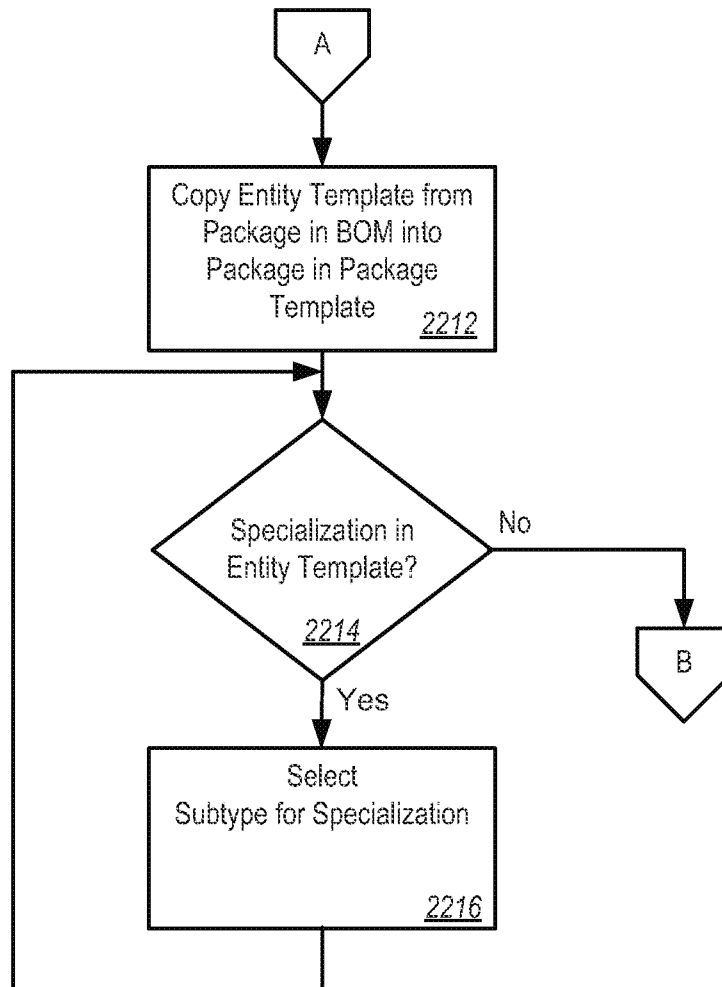 A
Copy Entity Template from
Package in BOM into
Package in Package
Template
2212
Specialization in
Entity Template?
2214
No
B
Yes
Select
Subtype for Specialization
2216